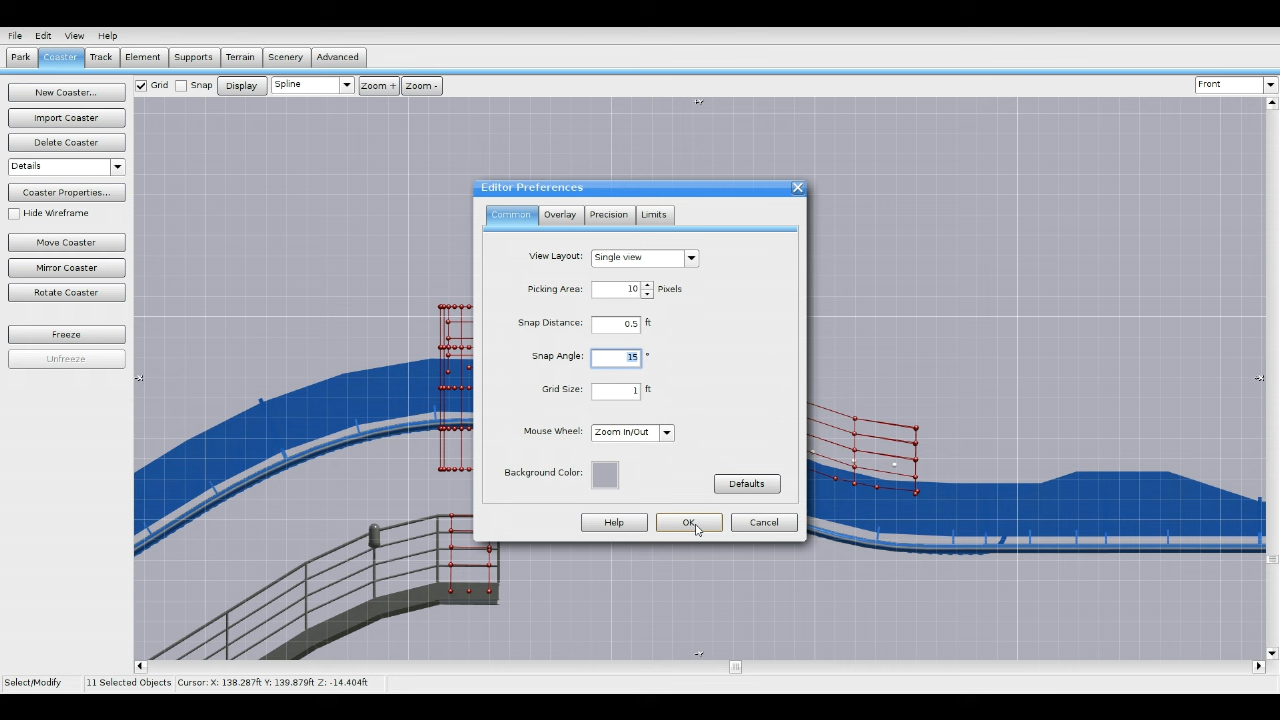 File Edit View Help
Park Coaster Track Element Supports Terrain Scenery Advanced
New Coaster... Grid Snap Display Spline Zoom + Zoom - Front
Import Coaster
Delete Coaster
Details
Coaster Properties...
Hide Wireframe
Move Coaster
Mirror Coaster
Rotate Coaster
Freeze
Unfreeze
Editor Preferences
Common Overlay Precision Limits
View Layout: Single view
Picking Area: 10 Pixels
Snap Distance: 0.5 ft
Snap Angle: 15 °
Grid Size: 1 ft
Mouse Wheel: Zoom In/Out
Background Color:
Defaults
Help OK Cancel
Select/Modify 11 Selected Objects Cursor: X: 138.287ft Y: 139.879ft Z: -14.404ft